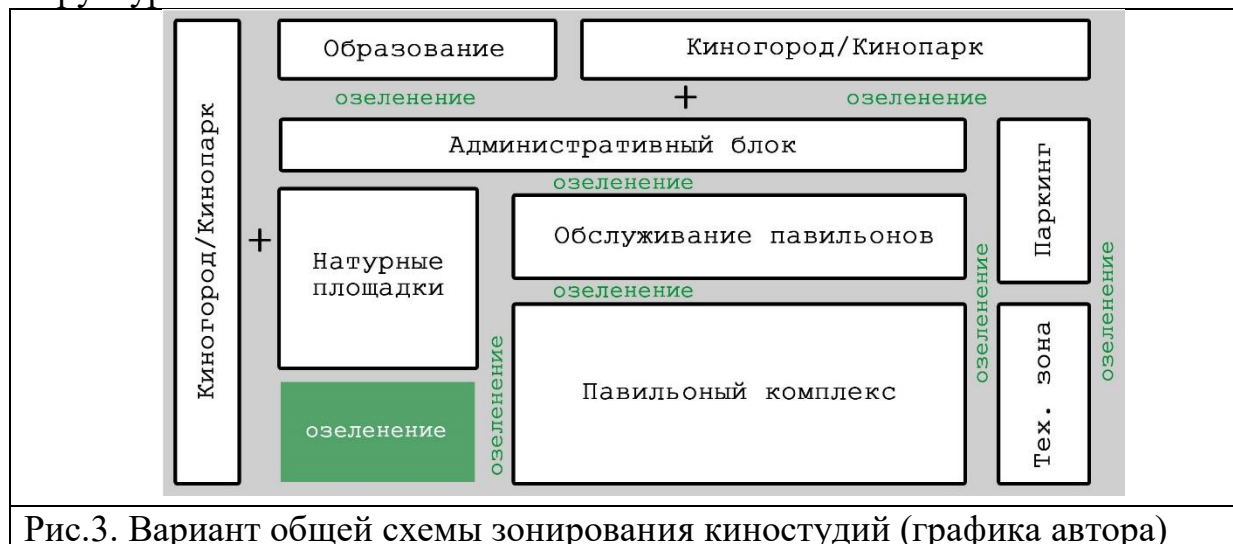 Образование
Киногород/Кинопарк
озеленение
+
озеленение
Киногород/Кинопарк
Административный блок
Паркинг
озеленение
+
Натурные
площадки
Обслуживание павильонов
озеленение
озеленение
озеленение
озеленение
Павильоный комплекс
Тех. зона
озеленение
озеленение
Рис.3. Вариант общей схемы зонирования киностудий (графика автора)